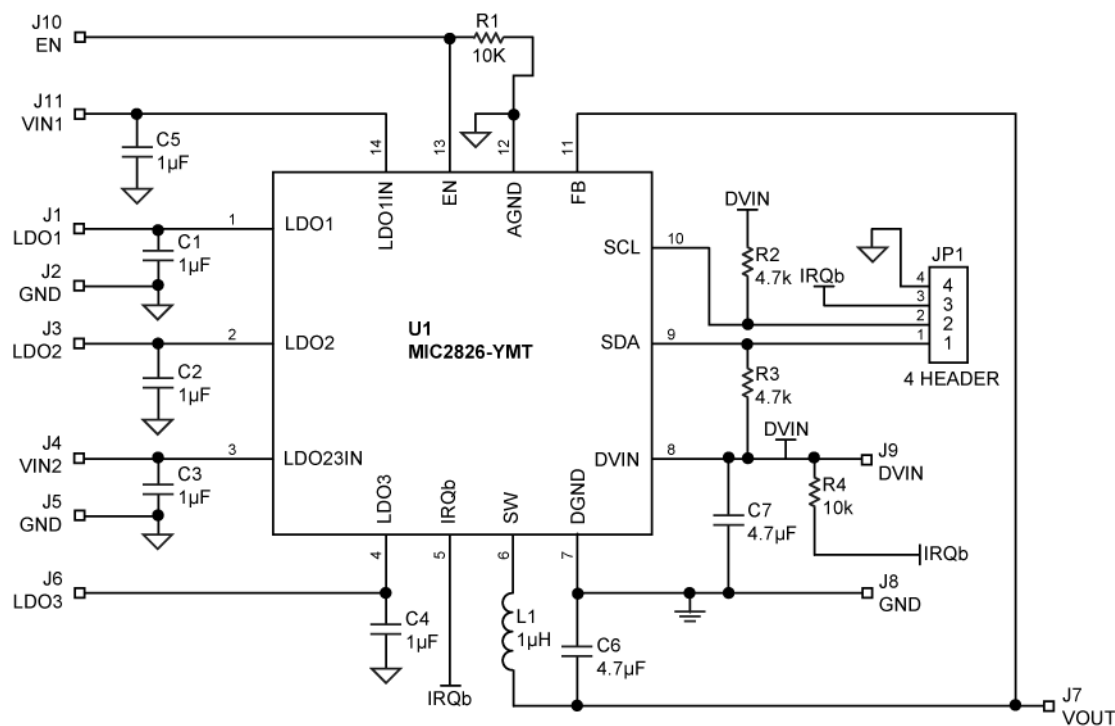 J10
EN
R1
10K
J11
VIN1
C5
1µF
14
13
12
11
LDO1IN
EN
AGND
FB
J1
LDO1
1
LDO1
C1
1µF
J2
GND
J3
LDO2
2
LDO2
C2
1µF
J4
VIN2
3
LDO23IN
C3
1µF
J5
GND
J6
LDO3
U1
MIC2826-YMT
SCL
10
SDA
9
DVIN
8
DVIN
R2
4.7k
IRQb
JP1
4
4
3
3
2
2
1
1
4 HEADER
R3
4.7k
DVIN
J9
DVIN
R4
10k
IRQb
C7
4.7µF
LDO3
IRQb
SW
DGND
4
5
6
7
C4
1µF
IRQb
L1
1µH
C6
4.7µF
J8
GND
J7
VOUT